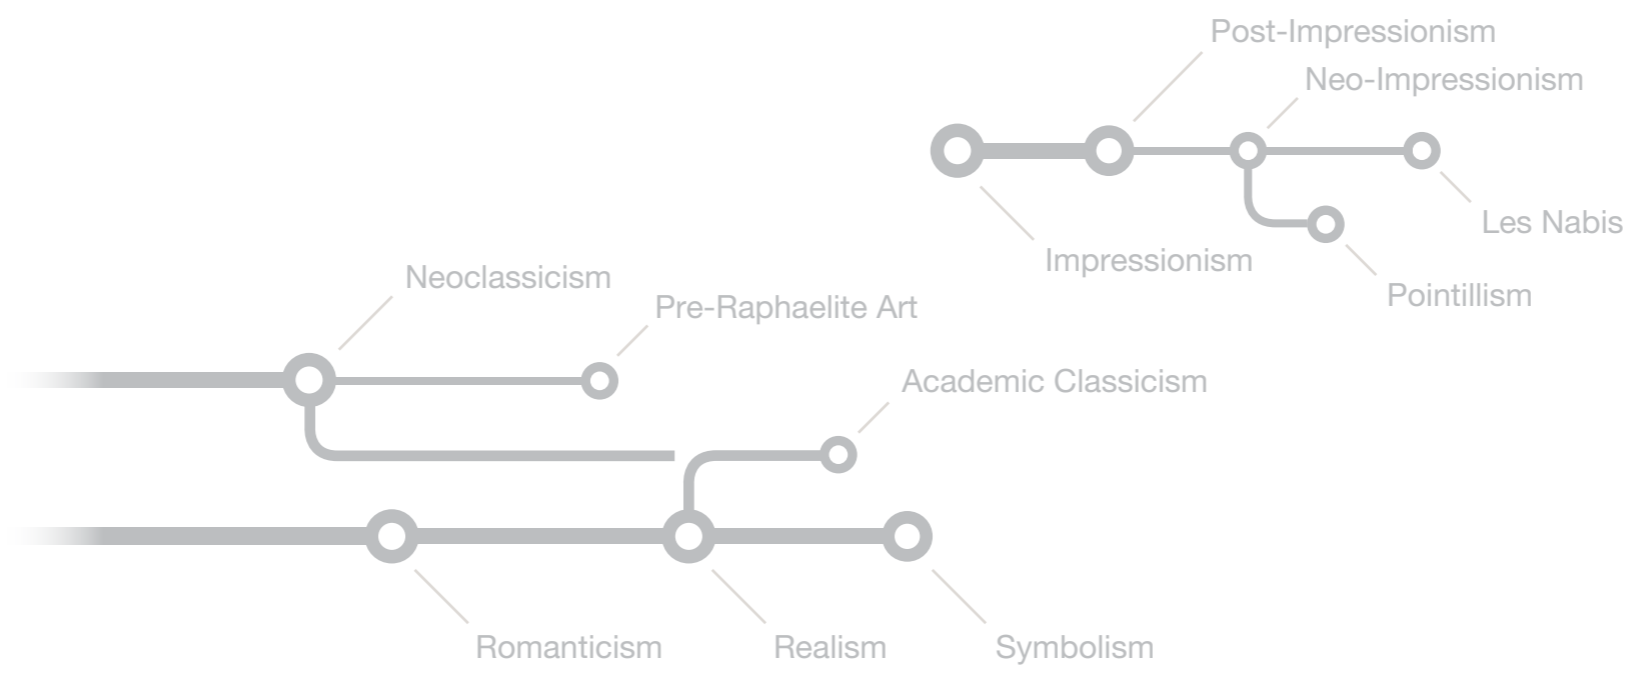 Post-Impressionism
Neo-Impressionism
Les Nabis
Impressionism
Pointillism
Neoclassicism
Pre-Raphaelite Art
Academic Classicism
Romanticism
Realism
Symbolism